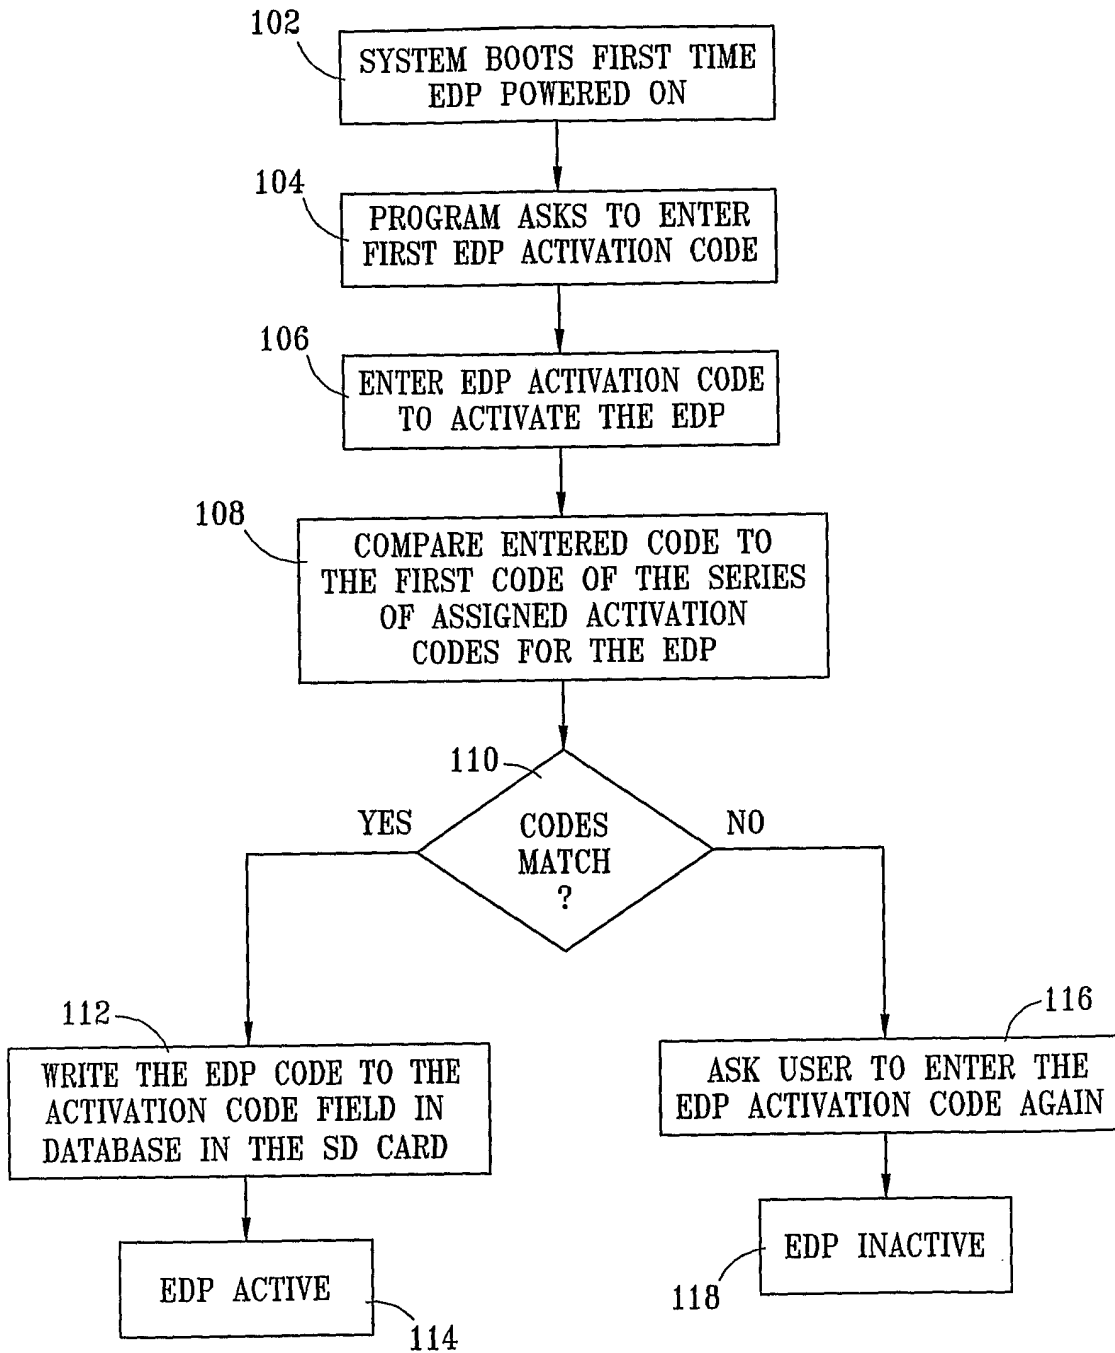 102
SYSTEM BOOTS FIRST TIME
EDP POWERED ON
104
PROGRAM ASKS TO ENTER
FIRST EDP ACTIVATION CODE
106
ENTER EDP ACTIVATION CODE
TO ACTIVATE THE EDP
108
COMPARE ENTERED CODE TO
THE FIRST CODE OF THE SERIES
OF ASSIGNED ACTIVATION
CODES FOR THE EDP
110
YES
CODES
MATCH
?
NO
112
WRITE THE EDP CODE TO THE
ACTIVATION CODE FIELD IN
DATABASE IN THE SD CARD
EDP ACTIVE
114
116
ASK USER TO ENTER THE
EDP ACTIVATION CODE AGAIN
EDP INACTIVE
118